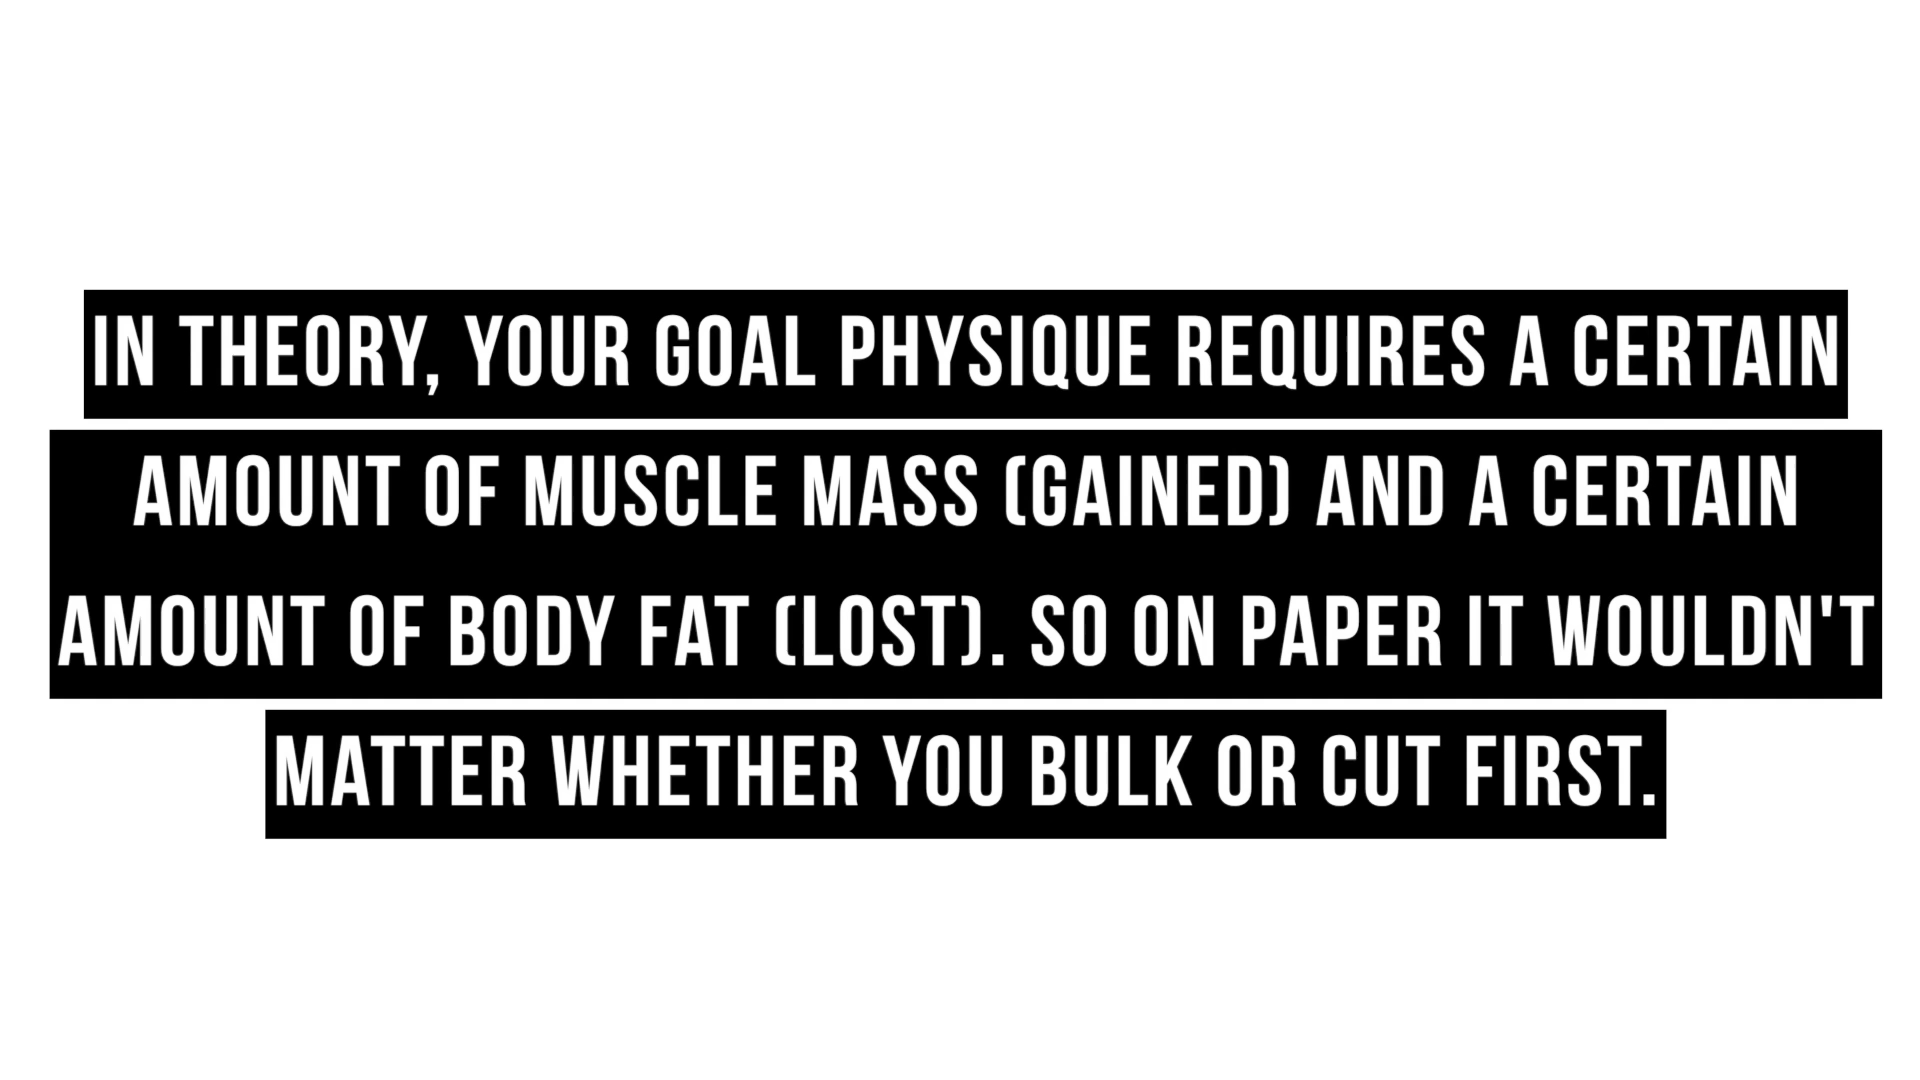 IN THEORY, YOUR GOAL PHYSIQUE REQUIRES A CERTAIN
AMOUNT OF MUSCLE MASS (GAINED) AND A CERTAIN
AMOUNT OF BODY FAT (LOST). SO ON PAPER IT WOULDN'T
MATTER WHETHER YOU BULK OR CUT FIRST.